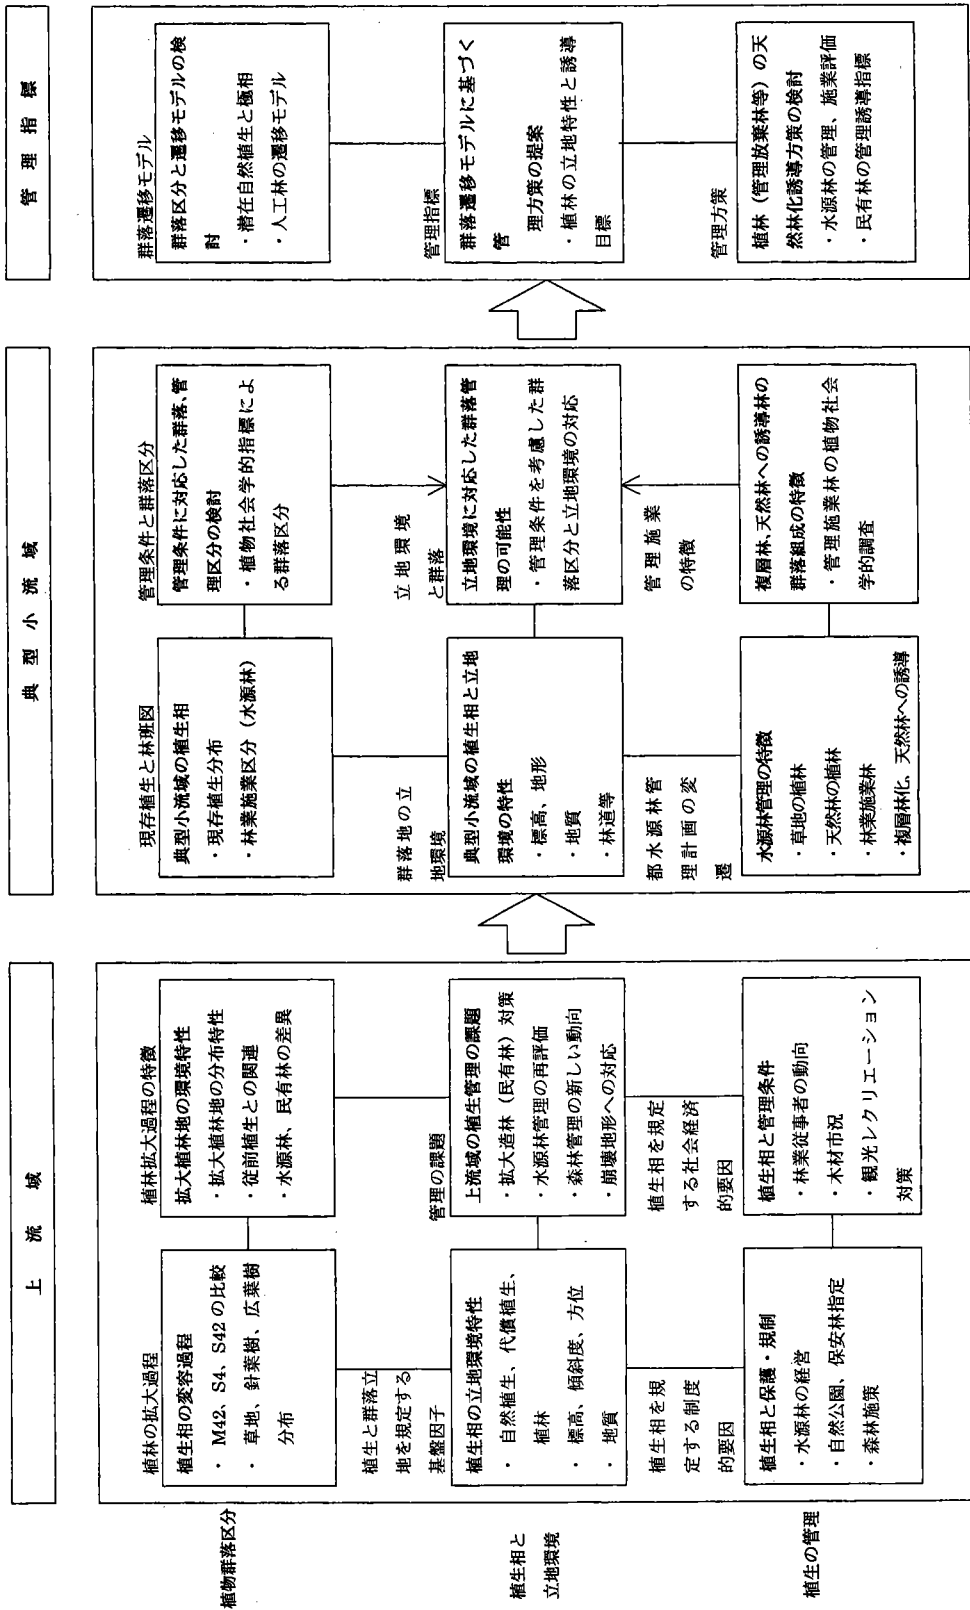 上流域
典型小流域
管理指標
植物群落区分
植生相と
立地環境
植生の管理
植林の拡大過程
植生相の変容過程
・M42、S4、S42の比較
・草地、針葉樹、広葉樹
分布
植生と群落立
地を規定する
基盤因子
植生相の立地環境特性
・自然植生、代償植生、
植林
・標高、傾斜度、方位
・地質
植生相を規
定する制度
的要因
植生相と保護・規制
・水源林の経営
・自然公園、保安林指定
・森林施策
植林拡大過程の特徴
拡大植林地の環境特性
・拡大植林地の分布特性
・従前植生との関連
・水源林、民有林の差異
管理の課題
上流域の植生管理の課題
・拡大造林（民有林）対策
・水源林管理の再評価
・森林管理の新しい動向
・崩壊地形への対応
植生相を規定
する社会経済
的要因
植生相と管理条件
・林業従事者の動向
・木材市況
・観光レクリエーション
対策
現存植生と林班図
典型小流域の植生相
・現存植生分布
・林業施業区分（水源林）
群落地の立
地環境
典型小流域の植生相と立地
環境の特性
・標高、地形
・地質
・林道等
都水源林管
理計画の変
遷
水源林管理の特徴
・草地の植林
・天然林の植林
・林業施業林
・複層林化、天然林への誘導
管理条件と群落区分
管理条件に対応した群落、管
理区分の検討
・植物社会学的指標によ
る群落区分
立地環境
と群落
立地環境に対応した群落管
理の可能性
・管理条件を考慮した群
落区分と立地環境の対応
管理施業
の特徴
複層林、天然林への誘導林の
群落組成の特徴
・管理施業林の植物社会
学的調査
群落遷移モデル
群落区分と遷移モデルの検
討
・潜在自然植生と極相
・人工林の遷移モデル
管理指標
群落遷移モデルに基づく
管
理方策の提案
・植林の立地特性と誘導
目標
管理方策
植林（管理放棄林等）の天
然林化誘導方策の検討
・水源林の管理、施業評価
・民有林の管理誘導指標